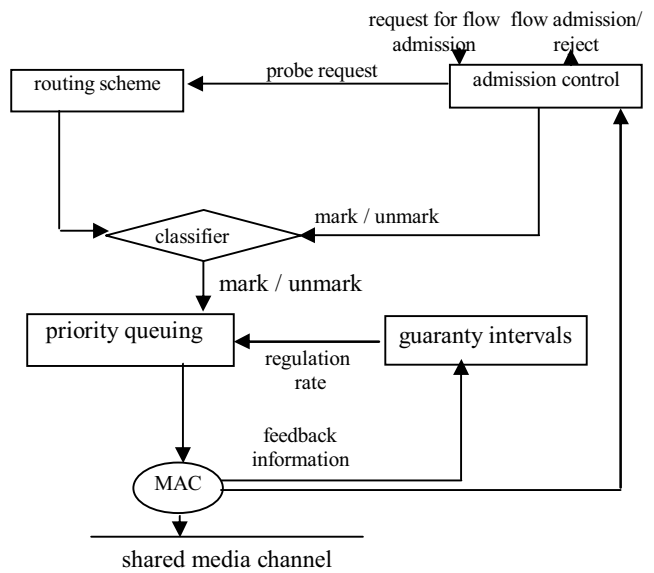 request for flow
admission
flow admission/
reject
probe request
routing scheme
admission control
mark / unmark
classifier
mark / unmark
priority queuing
guaranty intervals
regulation
rate
feedback
information
MAC
shared media channel